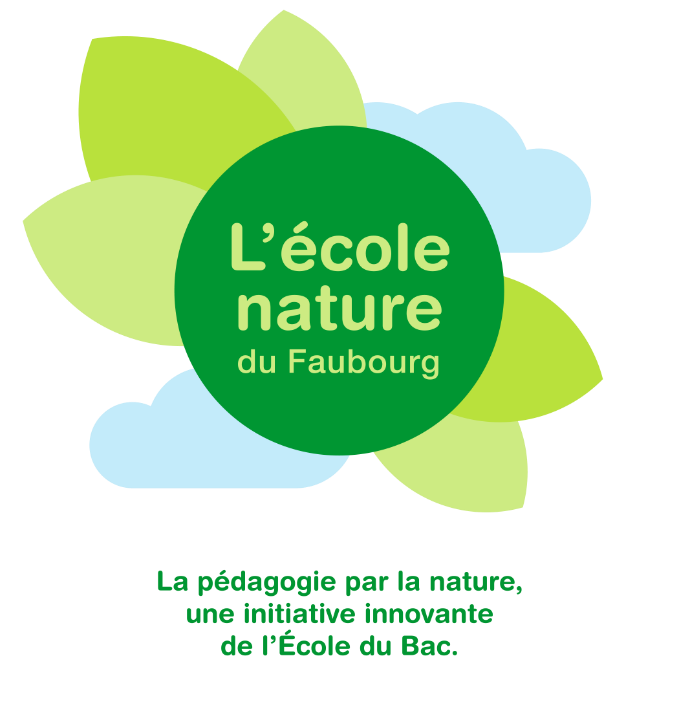 L’école
nature
du Faubourg
La pédagogie par la nature,
une initiative innovante
de l’École du Bac.